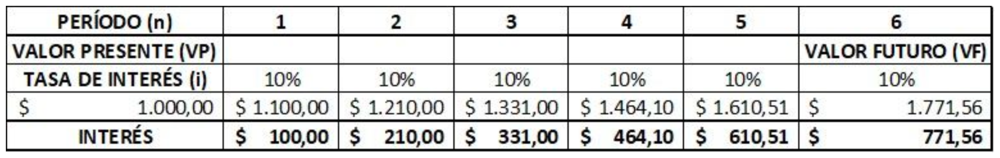 PERÍODO (n) 1 2 3 4 5 6
VALOR PRESENTE (VP) VALOR FUTURO (VF)
TASA DE INTERÉS (i) 10% 10% 10% 10% 10% 10%
$ 1.000,00 $ 1.100,00 $ 1.210,00 $ 1.331,00 $ 1.464,10 $ 1.610,51 $ 1.771,56
INTERÉS $ 100,00 $ 210,00 $ 331,00 $ 464,10 $ 610,51 $ 771,56